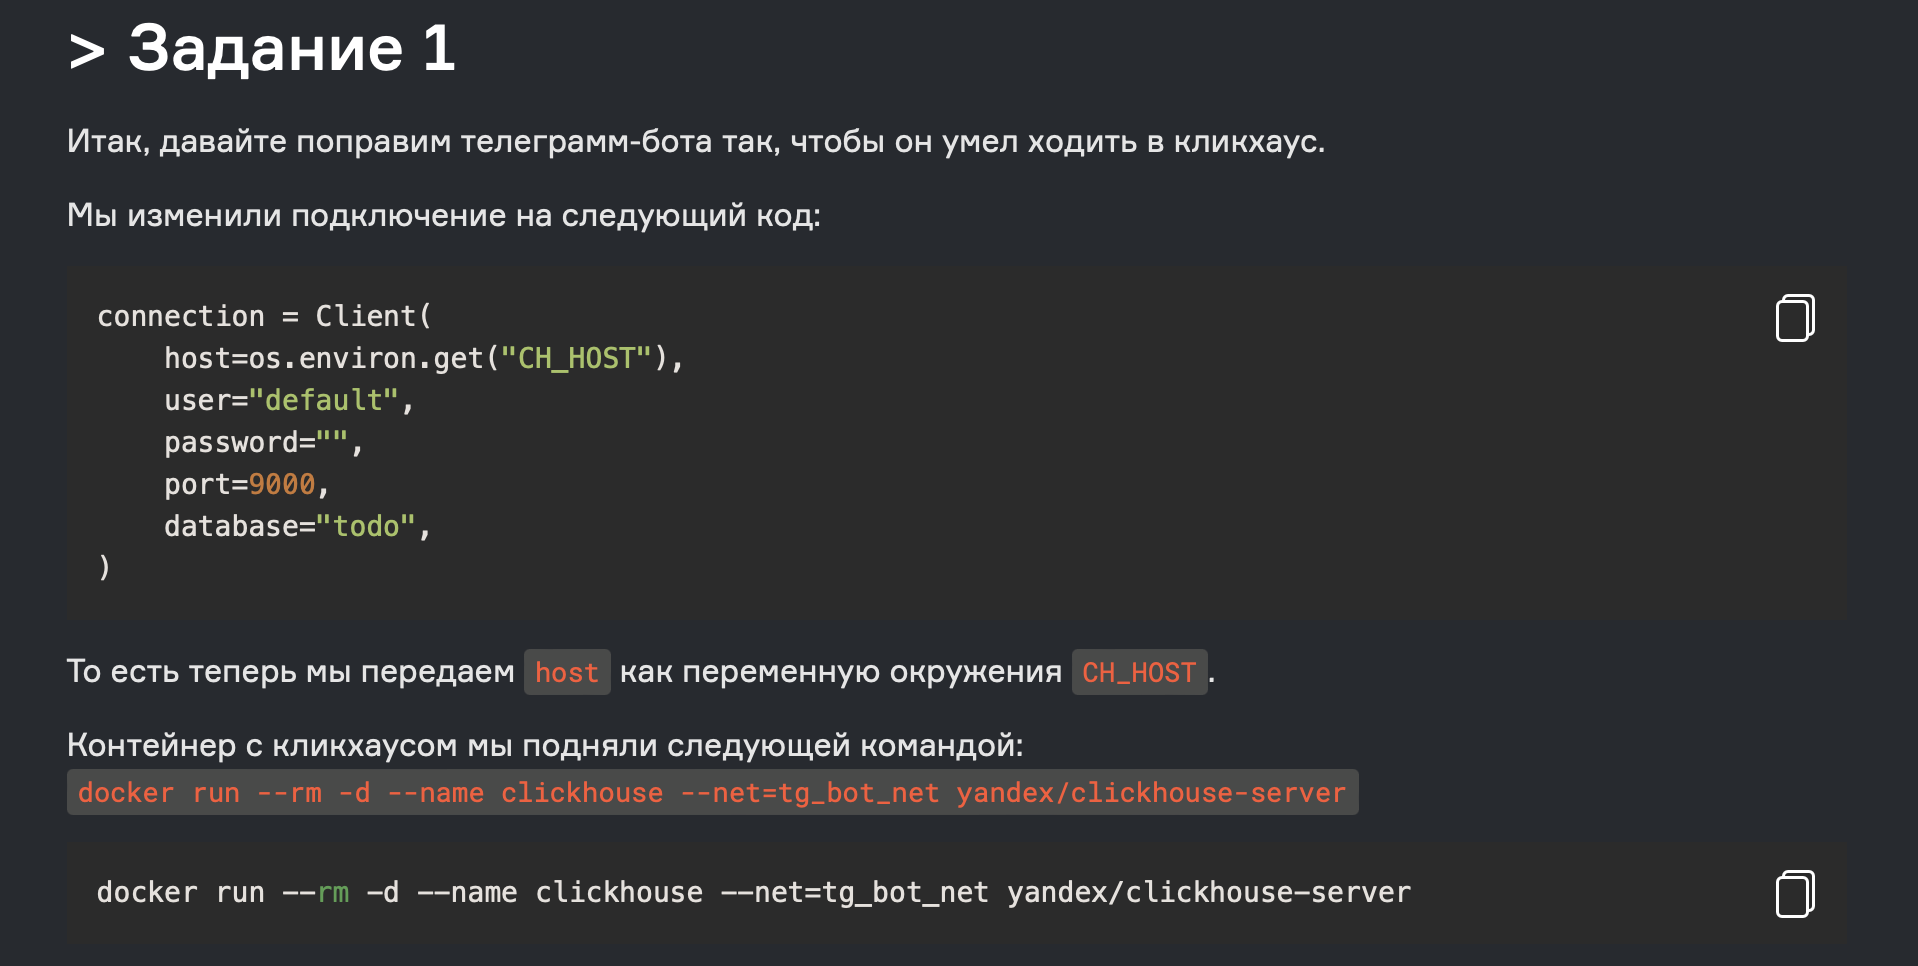 > Задание 1
Итак, давайте поправим телеграмм-бота так, чтобы он умел ходить в кликхаус.
Мы изменили подключение на следующий код:
connection = Client(
    host=os.environ.get("CH_HOST"),
    user="default",
    password="",
    port=9000,
    database="todo",
)
То есть теперь мы передаем host как переменную окружения CH_HOST.
Контейнер с кликхаусом мы подняли следующей командой:
docker run --rm -d --name clickhouse --net=tg_bot_net yandex/clickhouse-server
docker run --rm -d --name clickhouse --net=tg_bot_net yandex/clickhouse-server